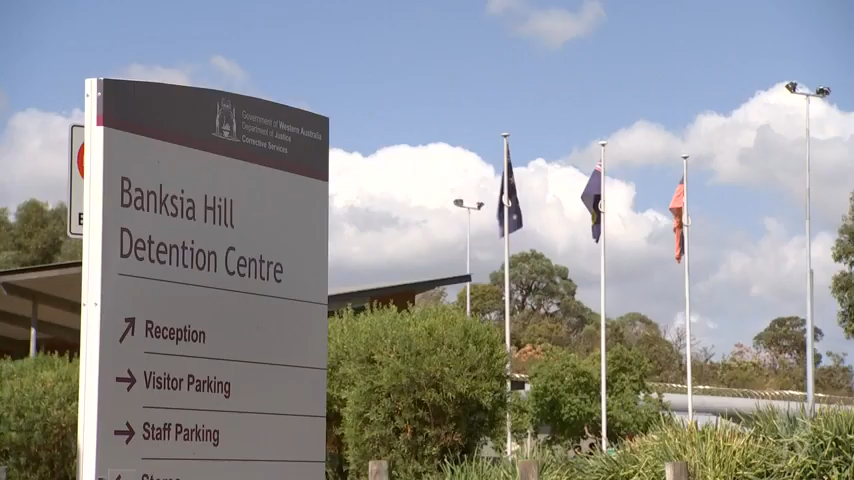 Government of Western Australia
Department of Justice
Corrective Services
Banksia Hill
Detention Centre
Reception
Visitor Parking
Staff Parking